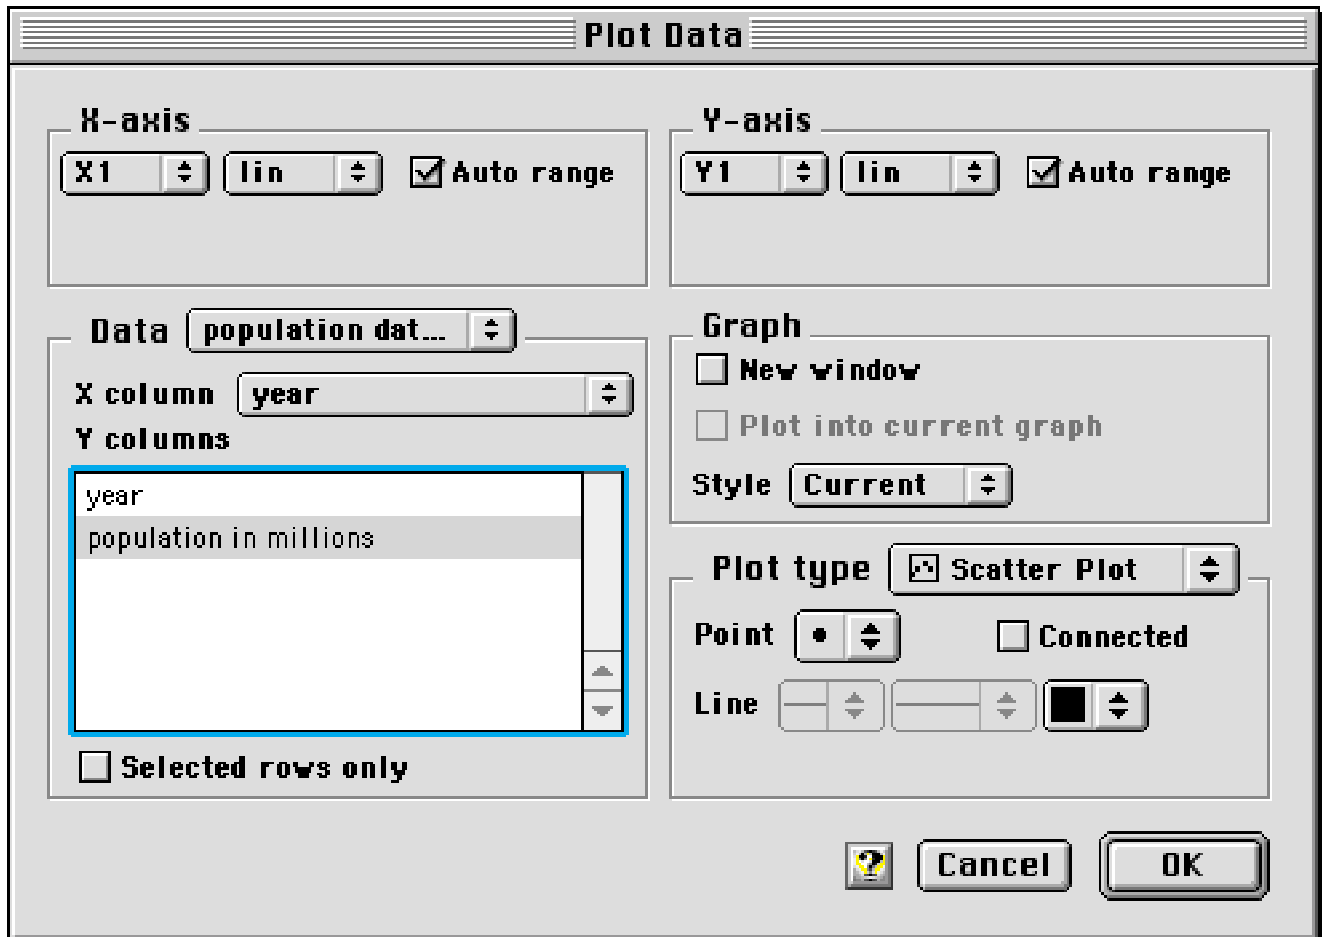 Plot Data
X-axis
X1 lin Auto range
Y-axis
Y1 lin Auto range
Data population dat...
X column year
Y columns
year
population in millions
Selected rows only
Graph
New window
Plot into current graph
Style Current
Plot type Scatter Plot
Point Connected
Line
? Cancel OK